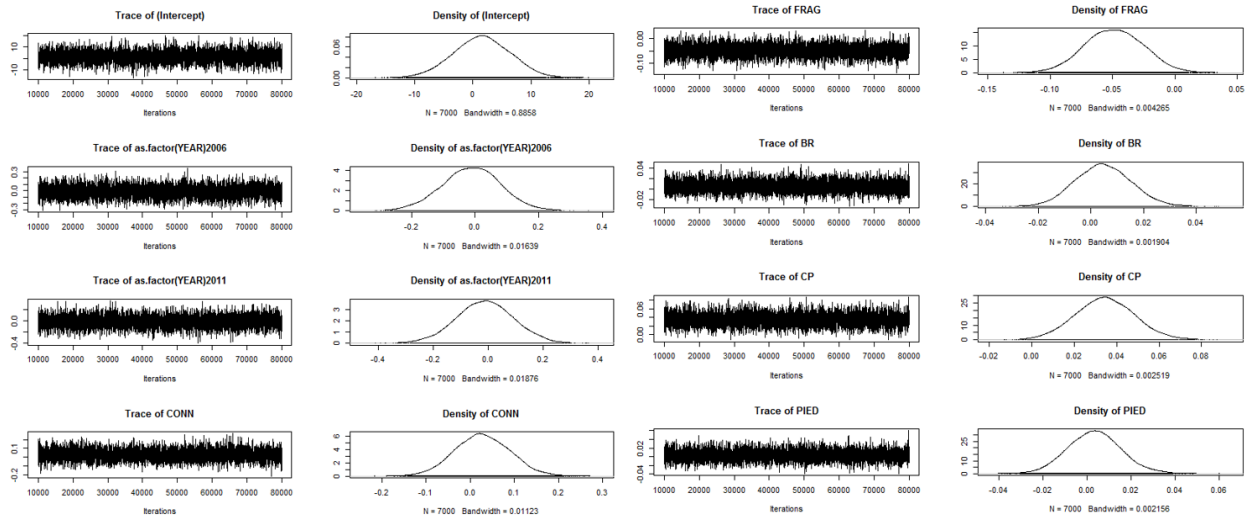 Trace of (Intercept)
-10 10
10000 20000 30000 40000 50000 60000 70000 80000
Iterations
Density of (Intercept)
0.00 0.06
-20 -10 0 10 20
N = 7000 Bandwidth = 0.8858
Trace of FRAG
-0.10 0.00
10000 20000 30000 40000 50000 60000 70000 80000
Iterations
Density of FRAG
0 5 10
-0.15 -0.10 -0.05 0.00 0.05
N = 7000 Bandwidth = 0.004265
Trace of as.factor(YEAR)2006
-0.3 0.0 0.3
10000 20000 30000 40000 50000 60000 70000 80000
Iterations
Density of as.factor(YEAR)2006
0 2 4
-0.2 0.0 0.2 0.4
N = 7000 Bandwidth = 0.01639
Trace of BR
-0.02 0.04
10000 20000 30000 40000 50000 60000 70000 80000
Iterations
Density of BR
0 20
-0.04 -0.02 0.00 0.02 0.04
N = 7000 Bandwidth = 0.001904
Trace of as.factor(YEAR)2011
-0.4 0.0
10000 20000 30000 40000 50000 60000 70000 80000
Iterations
Density of as.factor(YEAR)2011
0 1 2 3
-0.4 -0.2 0.0 0.2 0.4
N = 7000 Bandwidth = 0.01876
Trace of CP
0.00 0.06
10000 20000 30000 40000 50000 60000 70000 80000
Iterations
Density of CP
0 5 15 25
-0.02 0.00 0.02 0.04 0.06 0.08
N = 7000 Bandwidth = 0.002519
Trace of CONN
-0.2 0.1
10000 20000 30000 40000 50000 60000 70000 80000
Iterations
Density of CONN
0 2 4 6
-0.2 -0.1 0.0 0.1 0.2 0.3
N = 7000 Bandwidth = 0.01123
Trace of PIED
-0.04 0.02
10000 20000 30000 40000 50000 60000 70000 80000
Iterations
Density of PIED
0 5 15 25
-0.04 -0.02 0.00 0.02 0.04 0.06
N = 7000 Bandwidth = 0.002156